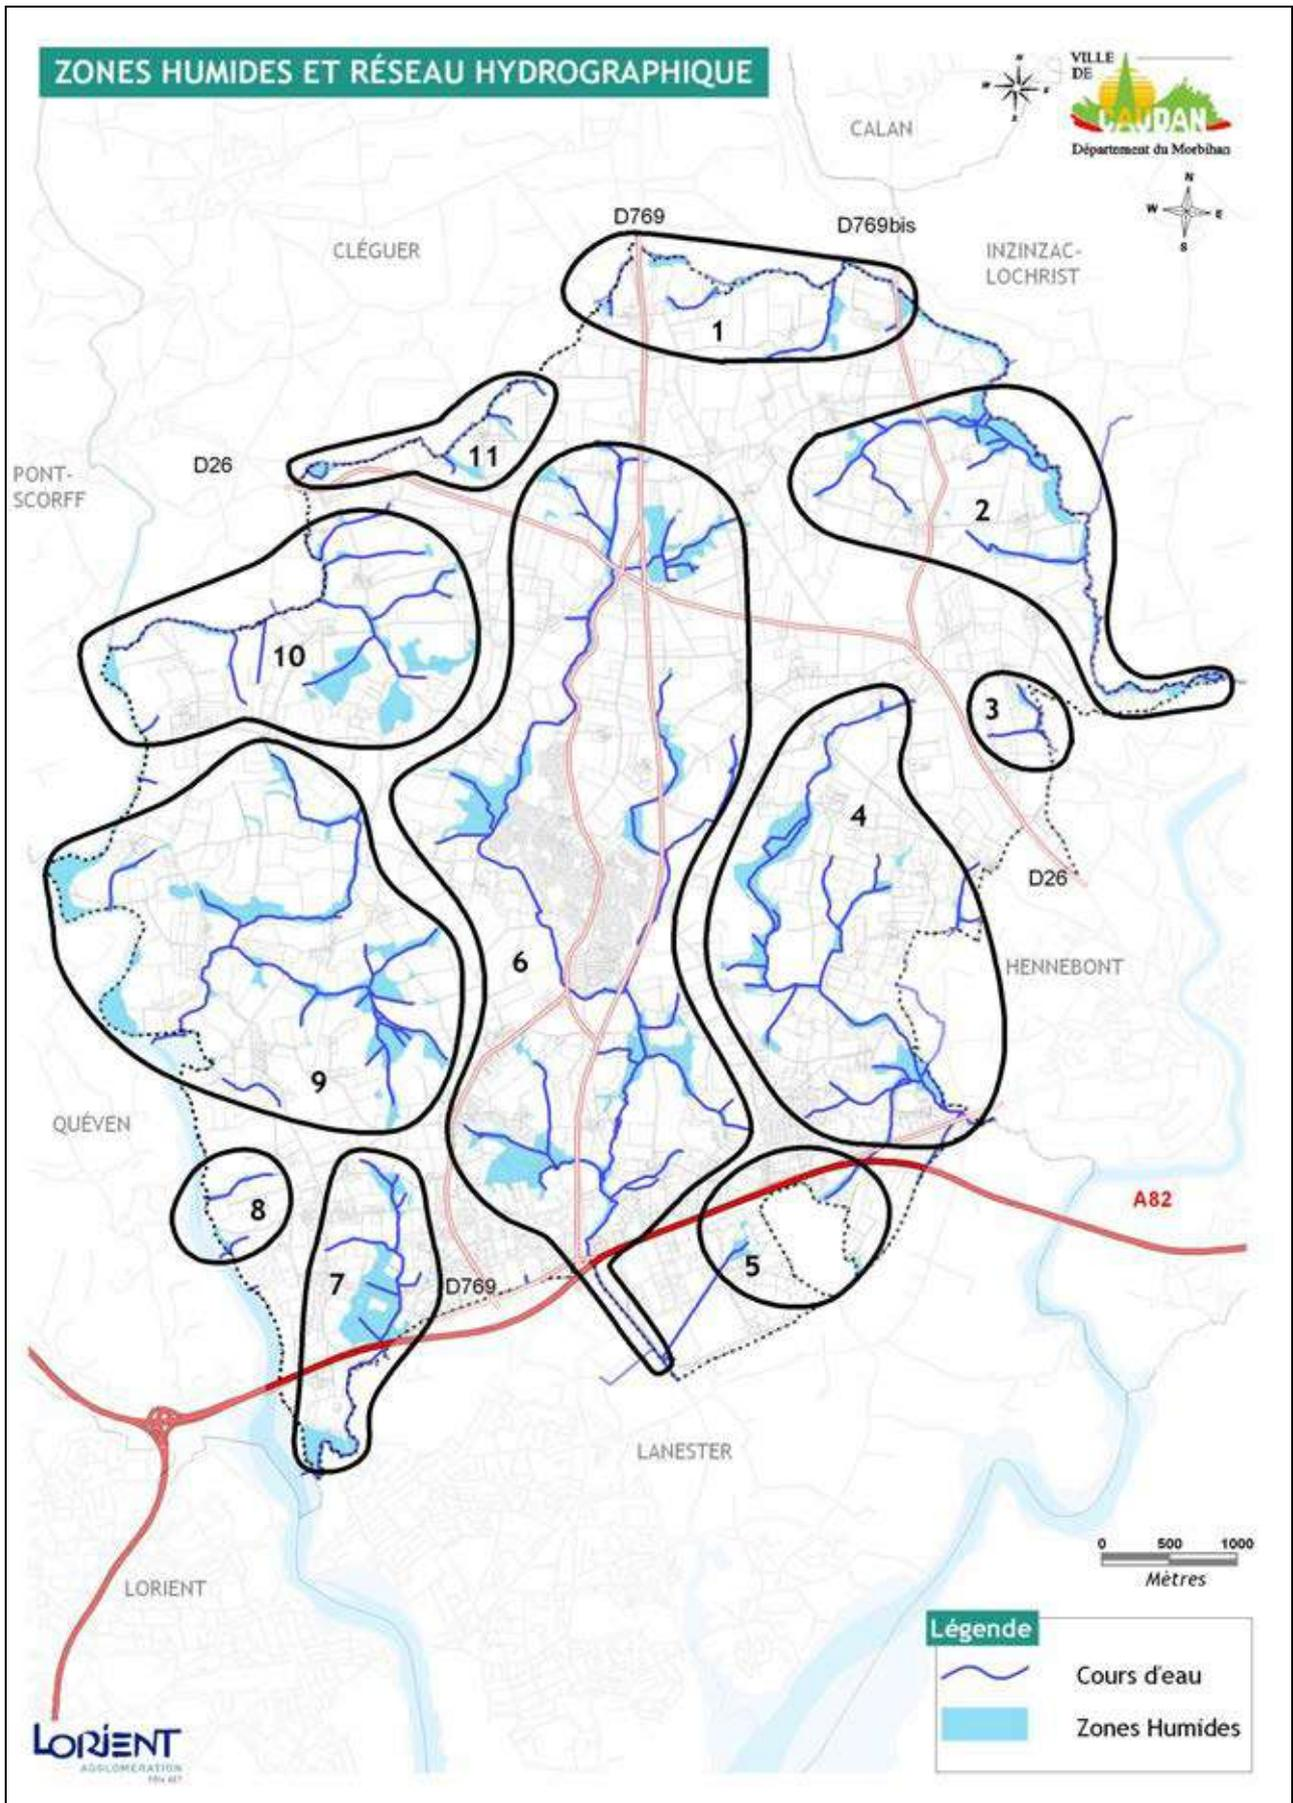 ZONES HUMIDES ET RÉSEAU HYDROGRAPHIQUE
VILLE
DE
CAUDAN
Département du Morbihan
N
W
E
S
CALAN
D769
D769bis
CLÉGUER
INZINZAC-
LOCHRIST
1
11
D26
PONT-
SCORFF
2
10
3
4
D26
6
HENNEBONT
9
QUÉVEN
A82
8
5
7
D769
LANESTER
0 500 1000
Mètres
LORIENT
Légende
Cours d'eau
Zones Humides
LORIENT
AGGLOMÉRATION